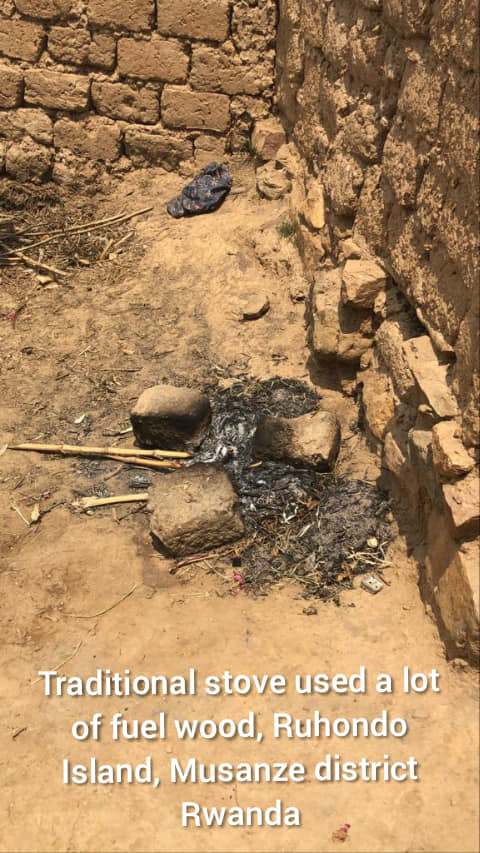 Traditional stove used a lot
of fuel wood, Ruhondo
Island, Musanze district
Rwanda